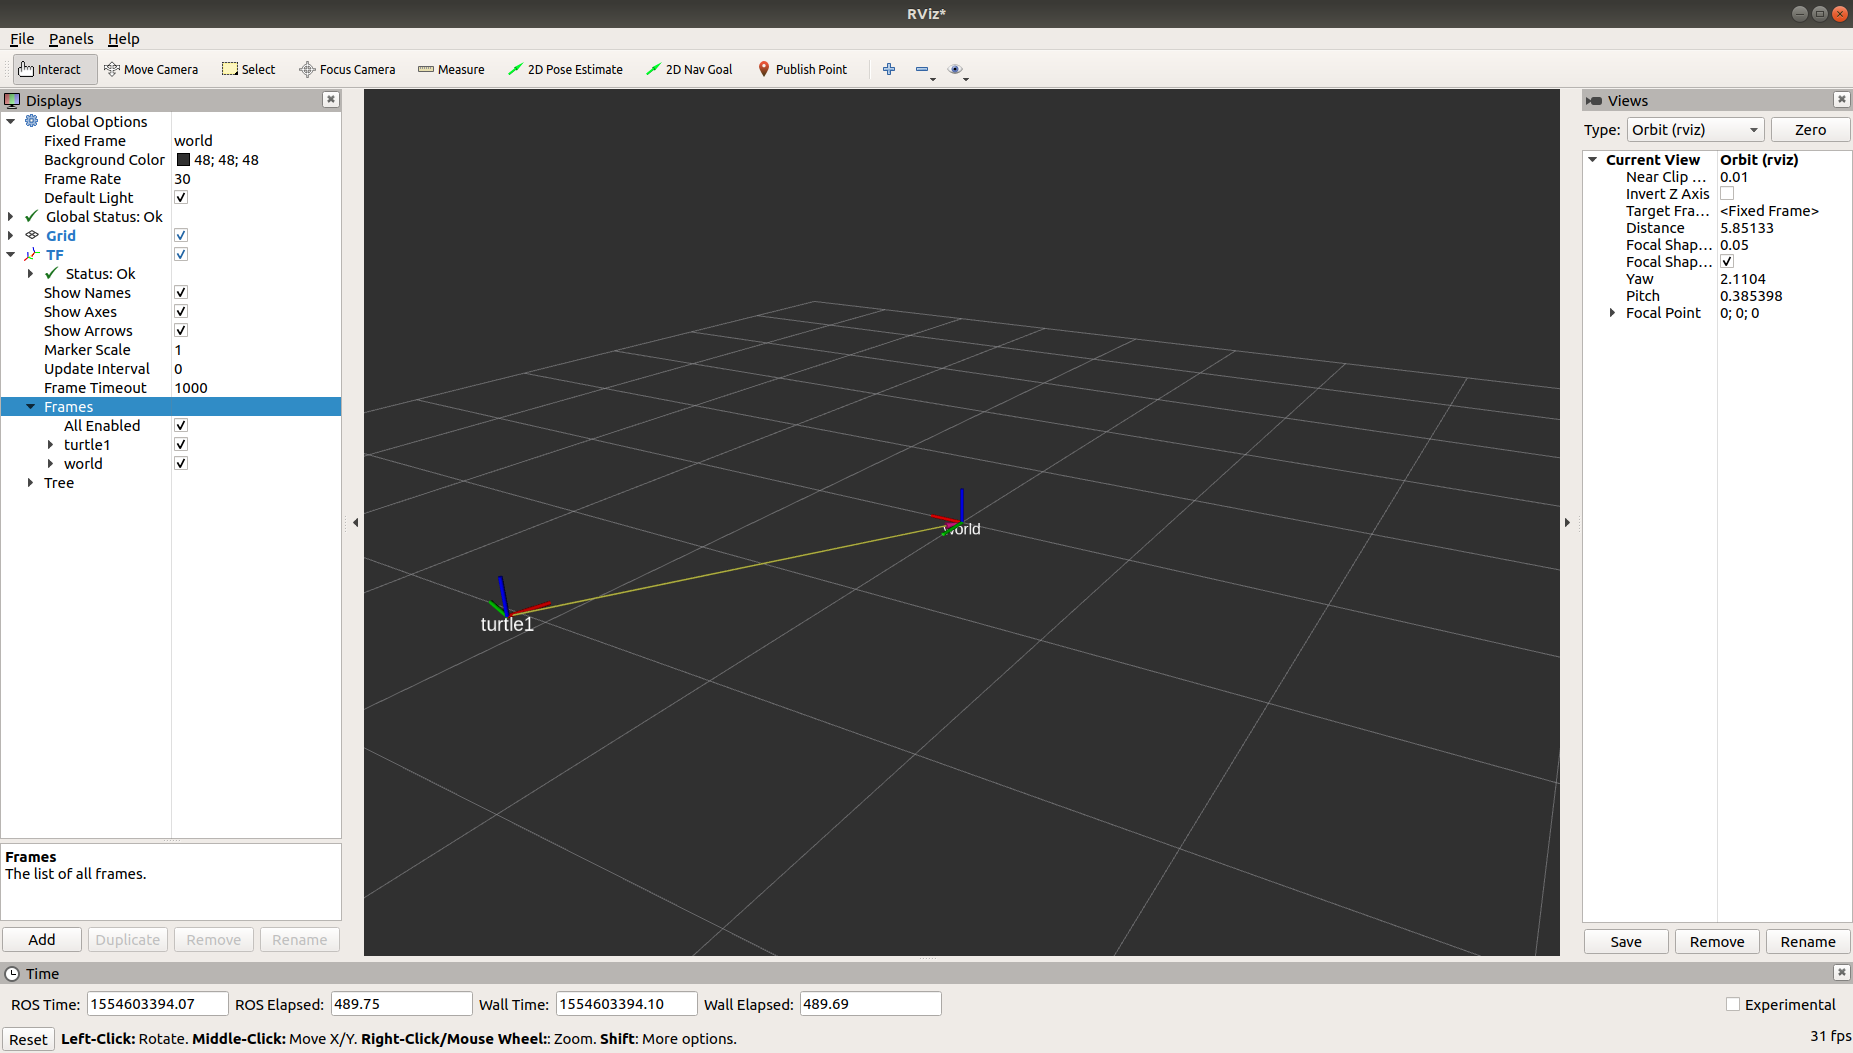 RViz*
File Panels Help
Interact Move Camera Select Focus Camera Measure 2D Pose Estimate 2D Nav Goal Publish Point
Displays
Global Options
Fixed Frame world
Background Color 48; 48; 48
Frame Rate 30
Default Light
Global Status: Ok
Grid
TF
Status: Ok
Show Names
Show Axes
Show Arrows
Marker Scale 1
Update Interval 0
Frame Timeout 1000
Frames
All Enabled
turtle1
world
Tree
Frames
The list of all frames.
Add Duplicate Remove Rename
world
turtle1
Views
Type: Orbit (rviz) Zero
Current View Orbit (rviz)
Near Clip ... 0.01
Invert Z Axis
Target Fra... <Fixed Frame>
Distance 5.85133
Focal Shap... 0.05
Focal Shap...
Yaw 2.1104
Pitch 0.385398
Focal Point 0; 0; 0
Save Remove Rename
Time
ROS Time: 1554603394.07 ROS Elapsed: 489.75 Wall Time: 1554603394.10 Wall Elapsed: 489.69 Experimental
Reset Left-Click: Rotate. Middle-Click: Move X/Y. Right-Click/Mouse Wheel:: Zoom. Shift: More options. 31 fps